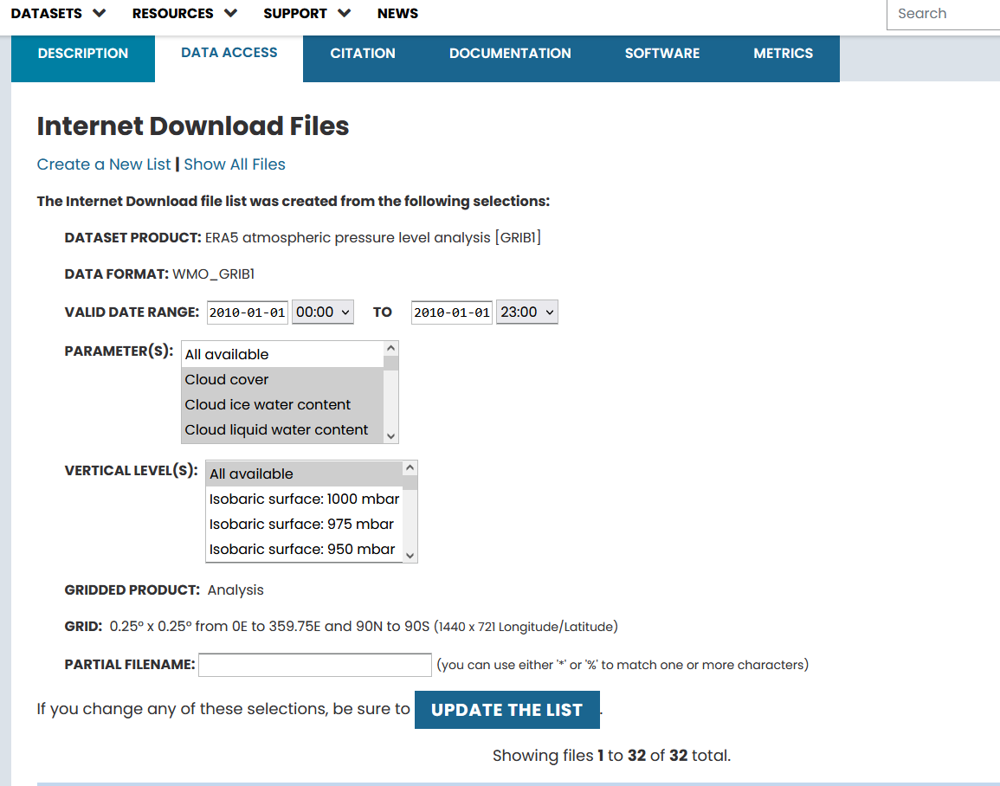 DATASETS RESOURCES SUPPORT NEWS Search
DESCRIPTION DATA ACCESS CITATION DOCUMENTATION SOFTWARE METRICS
Internet Download Files
Create a New List | Show All Files
The Internet Download file list was created from the following selections:
DATASET PRODUCT: ERA5 atmospheric pressure level analysis [GRIB1]
DATA FORMAT: WMO_GRIB1
VALID DATE RANGE: 2010-01-01 00:00 TO 2010-01-01 23:00
PARAMETER(S): All available
Cloud cover
Cloud ice water content
Cloud liquid water content
VERTICAL LEVEL(S): All available
Isobaric surface: 1000 mbar
Isobaric surface: 975 mbar
Isobaric surface: 950 mbar
GRIDDED PRODUCT: Analysis
GRID: 0.25° x 0.25° from 0E to 359.75E and 90N to 90S (1440 x 721 Longitude/Latitude)
PARTIAL FILENAME: (you can use either '*' or '%' to match one or more characters)
If you change any of these selections, be sure to UPDATE THE LIST.
Showing files 1 to 32 of 32 total.